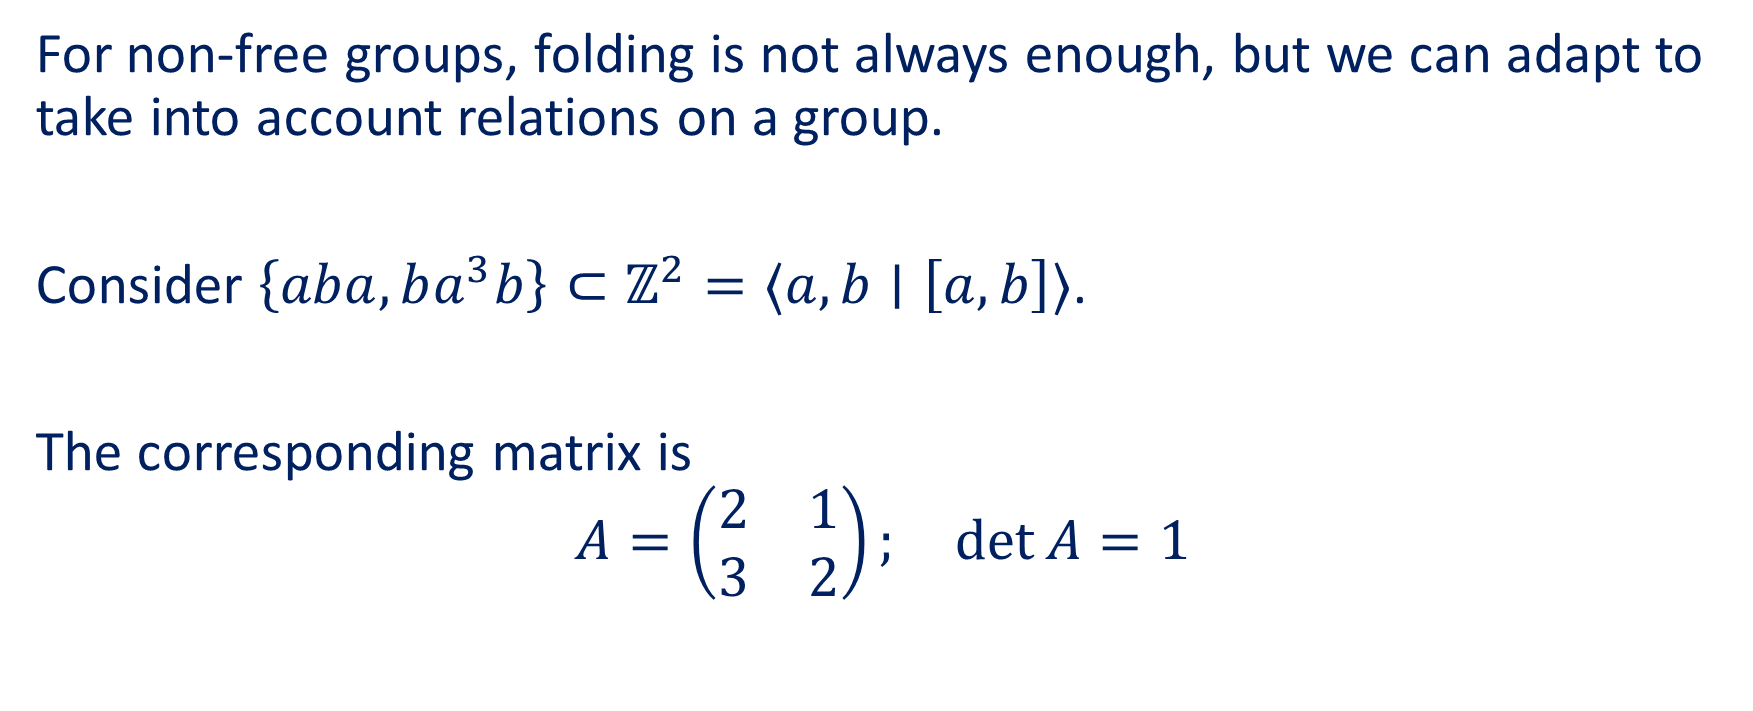 For non-free groups, folding is not always enough, but we can adapt to
take into account relations on a group.
Consider {𝑎𝑏𝑎, 𝑏𝑎³𝑏} ⊂ ℤ² = ⟨𝑎, 𝑏 ∣ [𝑎, 𝑏]⟩.
The corresponding matrix is
𝐴 = (2 1
3 2); det 𝐴 = 1